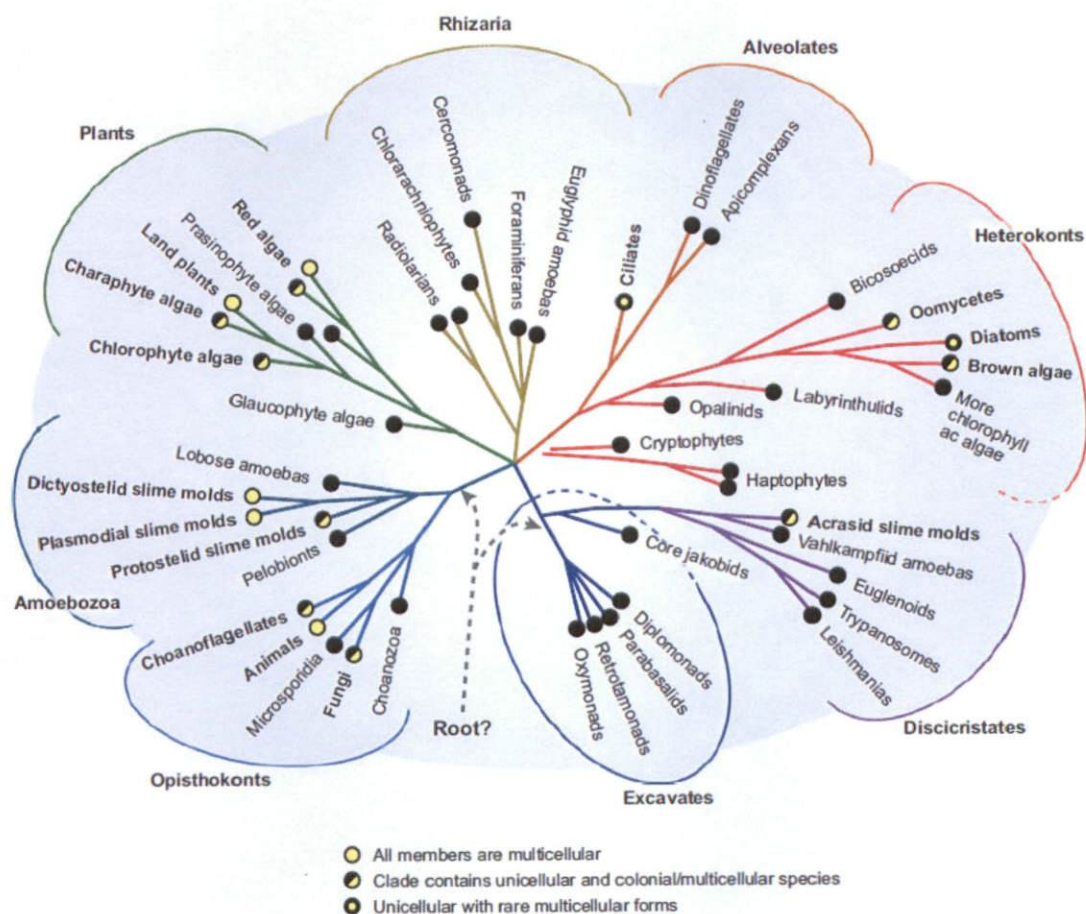 Rhizaria
Alveolates
Plants
Heterokonts
Cercomonads
Chlorarachniophytes
Radiolarians
Foraminiferans
Euglyphid amoebas
Ciliates
Dinoflagellates
Apicomplexans
Red algae
Prasinophyte algae
Land plants
Charaphyte algae
Chlorophyte algae
Glaucophyte algae
Bicosoecids
Oomycetes
Diatoms
Brown algae
More
chlorophyll
ac algae
Labyrinthulids
Opalinids
Cryptophytes
Haptophytes
Lobose amoebas
Dictyostelid slime molds
Plasmodial slime molds
Protostelid slime molds
Pelobionts
Amoebozoa
Acrasid slime molds
Vahlkampfiid amoebas
Euglenoids
Trypanosomes
Leishmanias
Discicristates
Core jakobids
Diplomonads
Parabasalids
Retrotamonads
Oxymonads
Excavates
Choanoflagellates
Animals
Microsporidia
Fungi
Choanozoa
Opisthokonts
Root?
All members are multicellular
Clade contains unicellular and colonial/multicellular species
Unicellular with rare multicellular forms